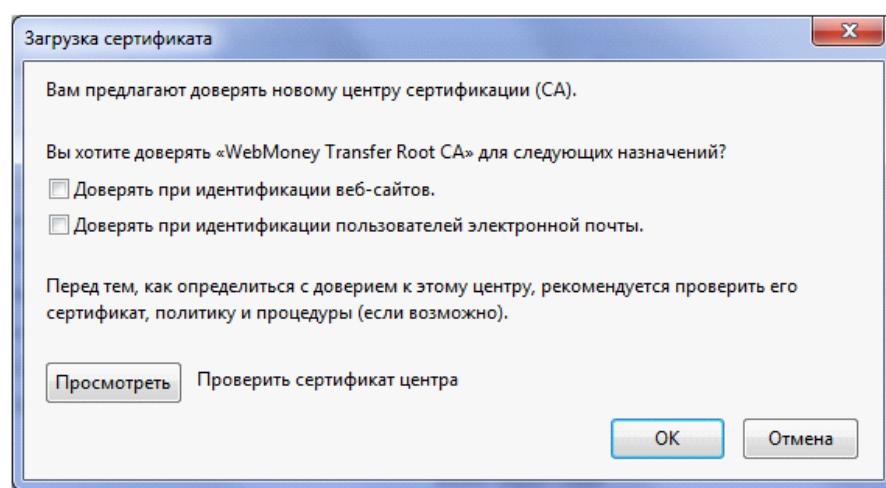 Загрузка сертификата
Вам предлагают доверять новому центру сертификации (CA).
Вы хотите доверять «WebMoney Transfer Root CA» для следующих назначений?
Доверять при идентификации веб-сайтов.
Доверять при идентификации пользователей электронной почты.
Перед тем, как определиться с доверием к этому центру, рекомендуется проверить его
сертификат, политику и процедуры (если возможно).
Просмотреть Проверить сертификат центра
ОК Отмена